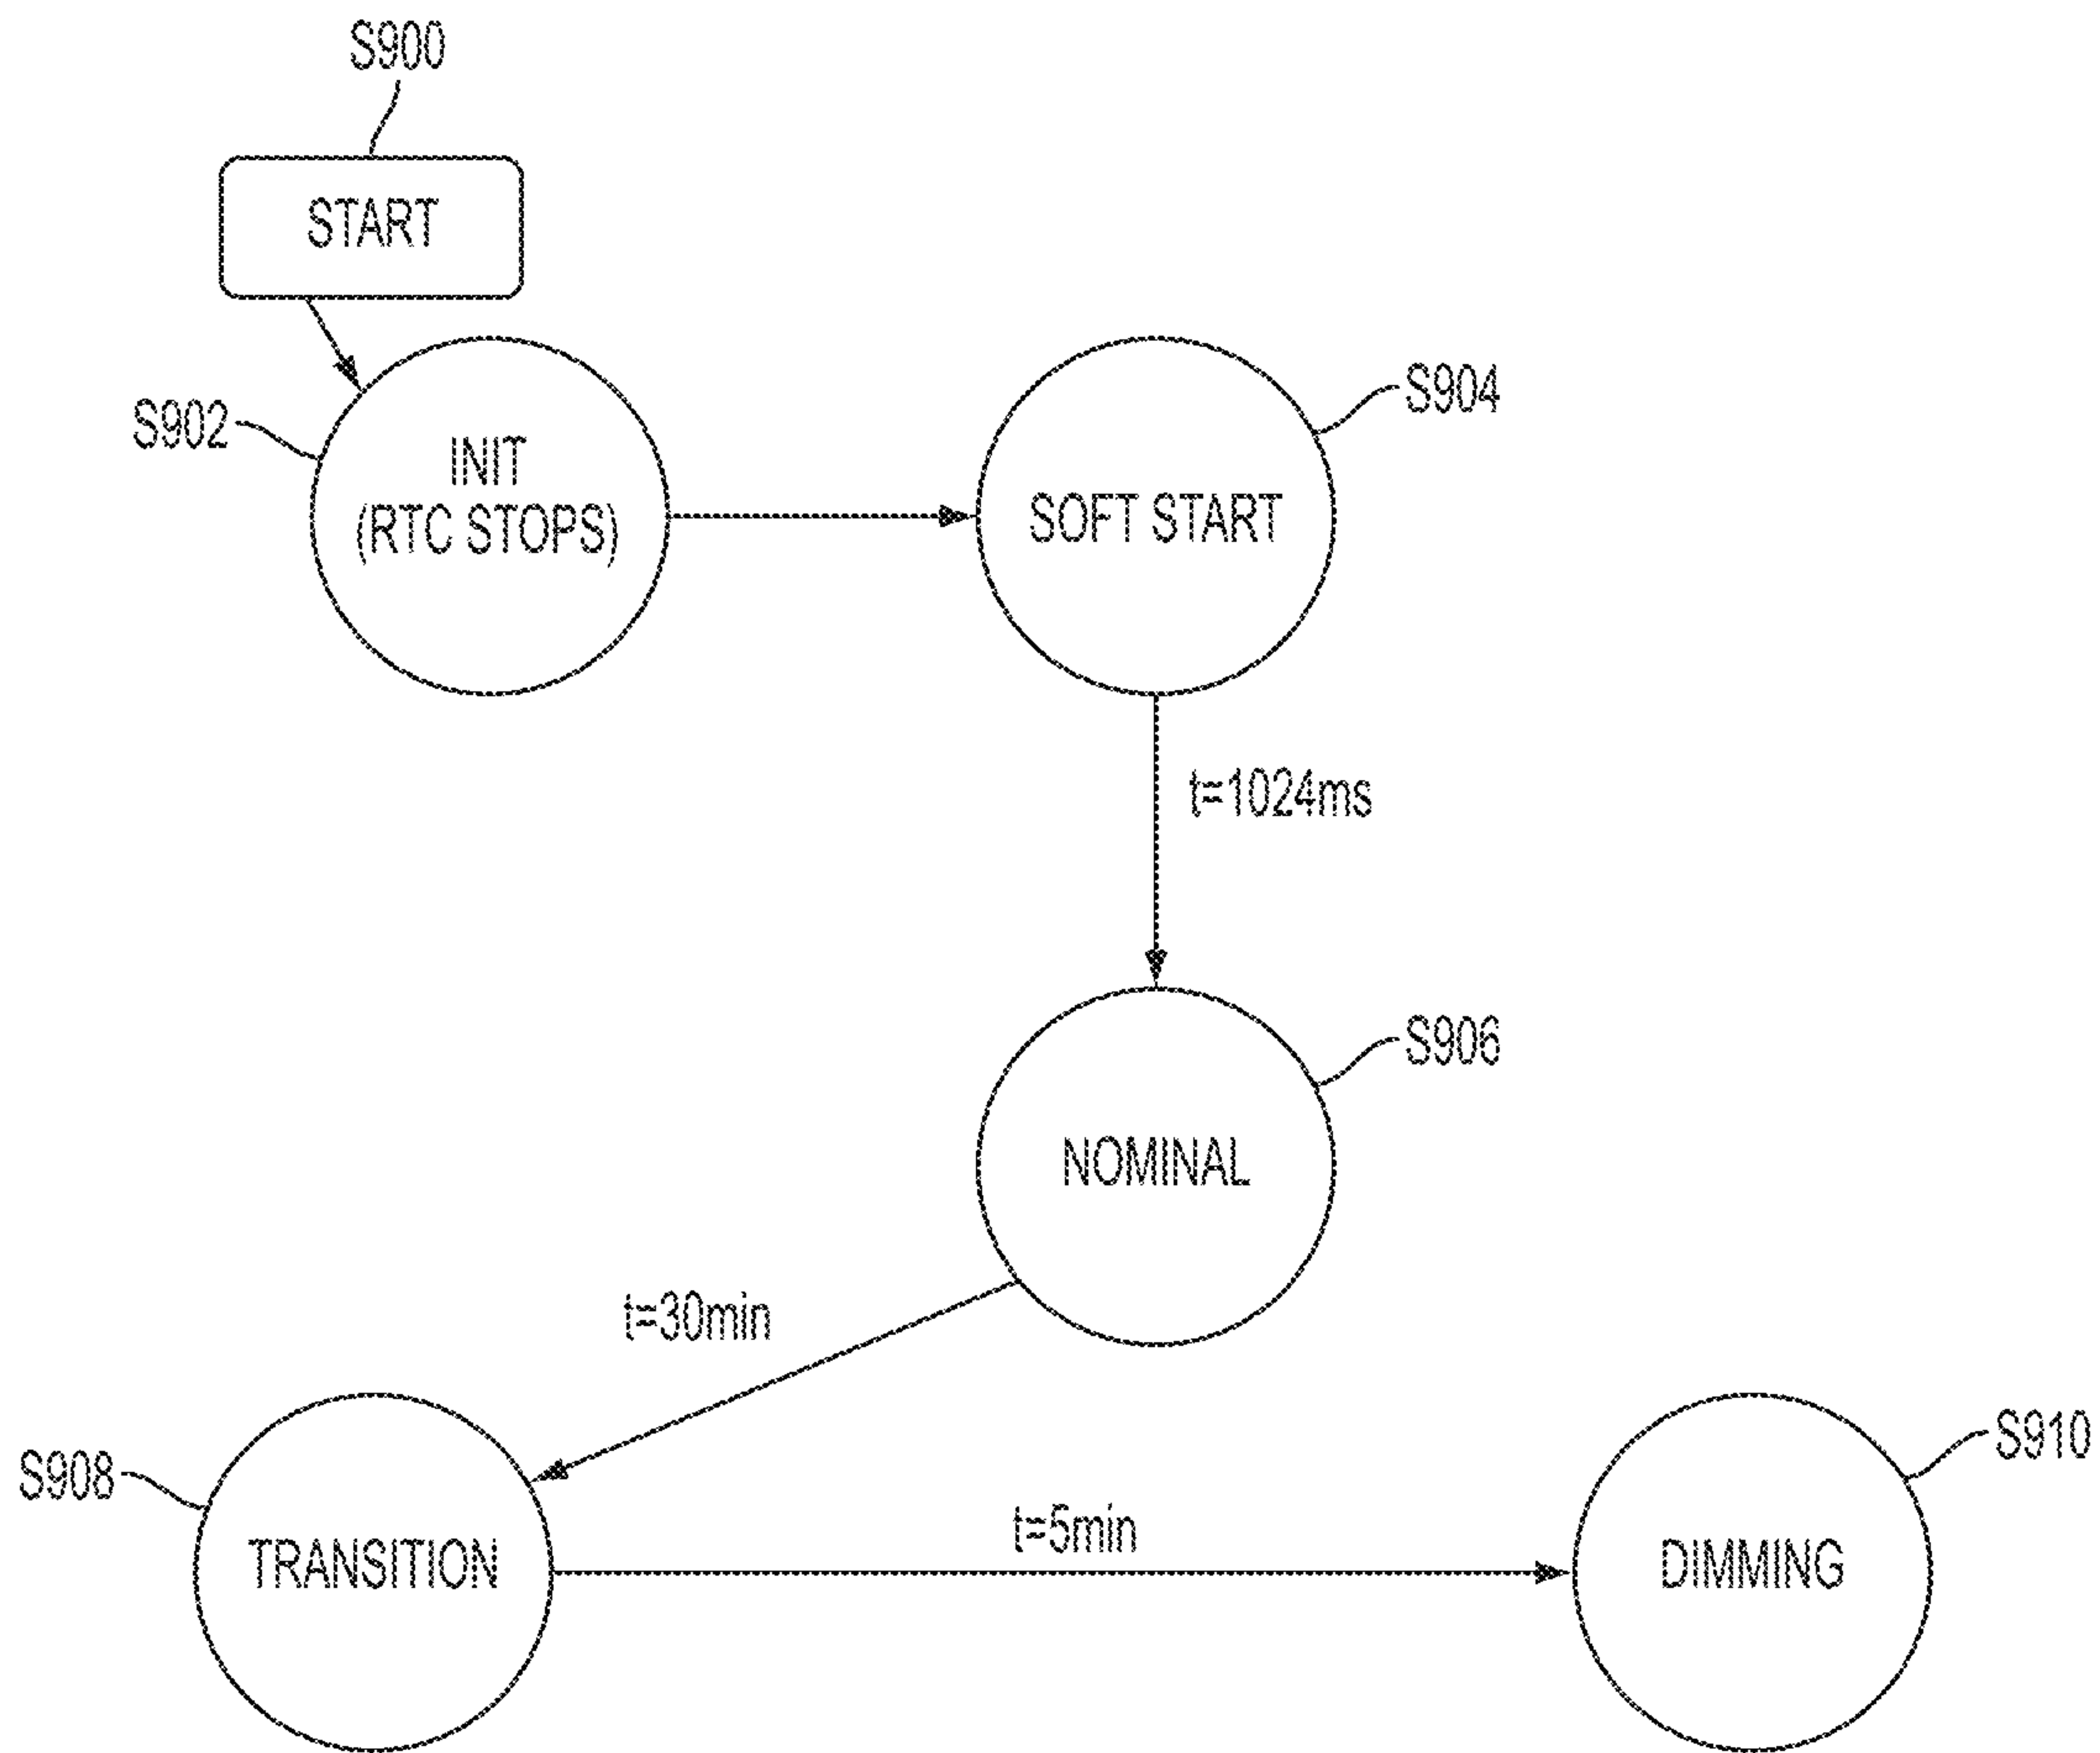 S900
START
S902
INIT
(RTC STOPS)
S904
SOFT START
t=1024ms
S906
NOMINAL
t=30min
S908
TRANSITION
t=5min
S910
DIMMING